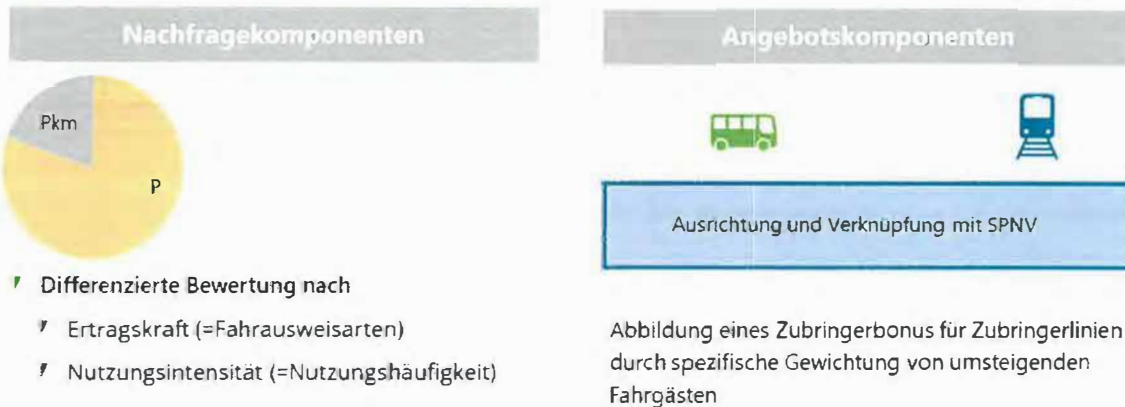 Nachfragekomponenten
Pkm
P
Differenzierte Bewertung nach
Ertragskraft (=Fahrausweisarten)
Nutzungsintensität (=Nutzungshäufigkeit)
Angebotskomponenten
Ausrichtung und Verknüpfung mit SPNV
Abbildung eines Zubringerbonus für Zubringerlinien
durch spezifische Gewichtung von umsteigenden
Fahrgästen